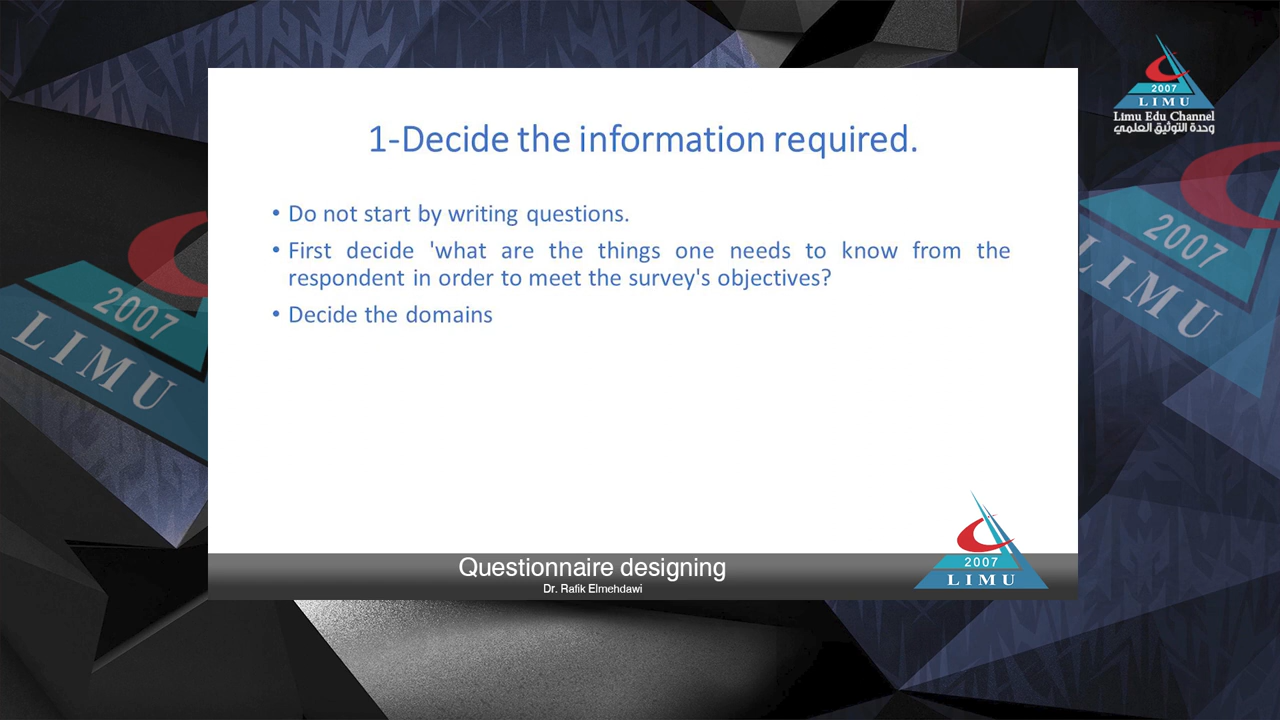 2007
LIMU
Limu Edu Channel
وحدة التوثيق العلمي
1-Decide the information required.
• Do not start by writing questions.
• First decide 'what are the things one needs to know from the
respondent in order to meet the survey's objectives?
• Decide the domains
2007
LIMU
2007
LIMU
Questionnaire designing
Dr. Rafik Elmehdawi
2007
LIMU